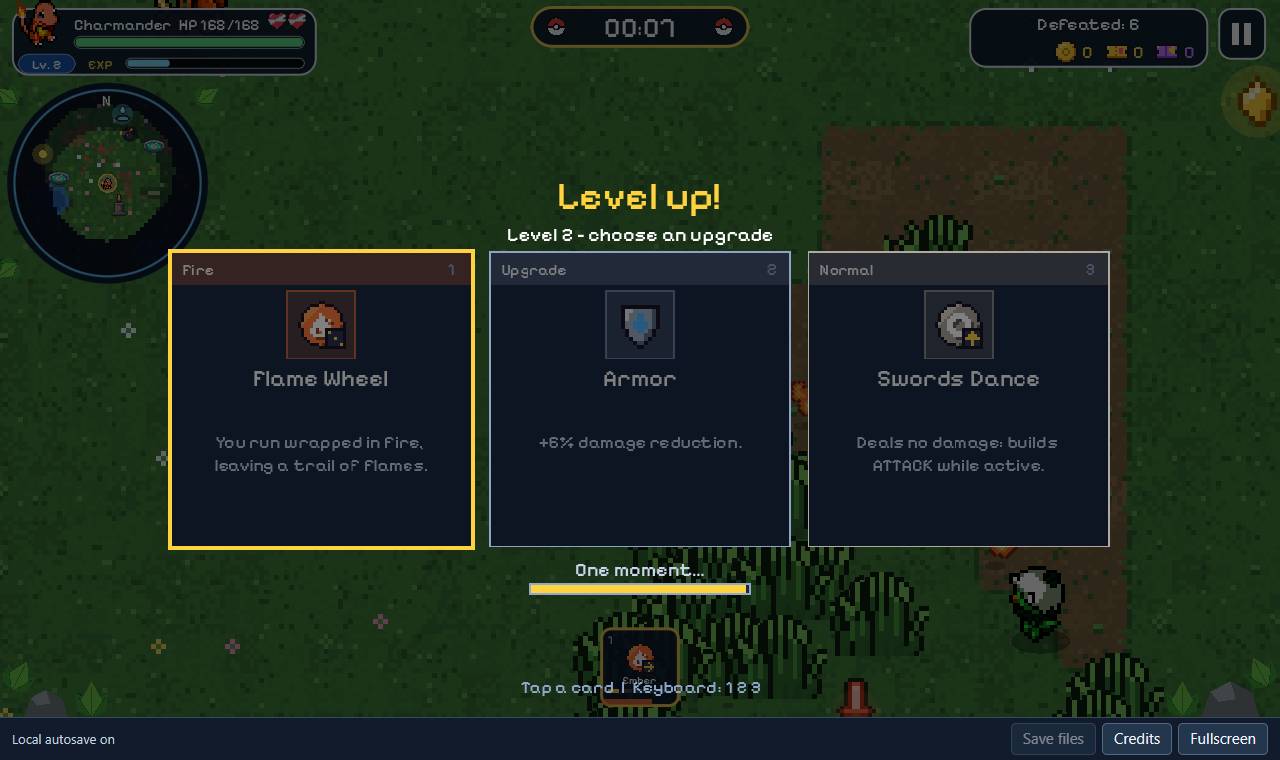 Charmander HP 168/168
Lv. 2 EXP
00:07
Defeated: 6
0 0 0
N
Level up!
Level 2 - choose an upgrade
Fire 1
Flame Wheel
You run wrapped in fire,
leaving a trail of flames.
Upgrade 2
Armor
+6% damage reduction.
Normal 3
Swords Dance
Deals no damage: builds
ATTACK while active.
One moment...
1
Ember
Tap a card | Keyboard: 1 2 3
Local autosave on
Save files
Credits
Fullscreen